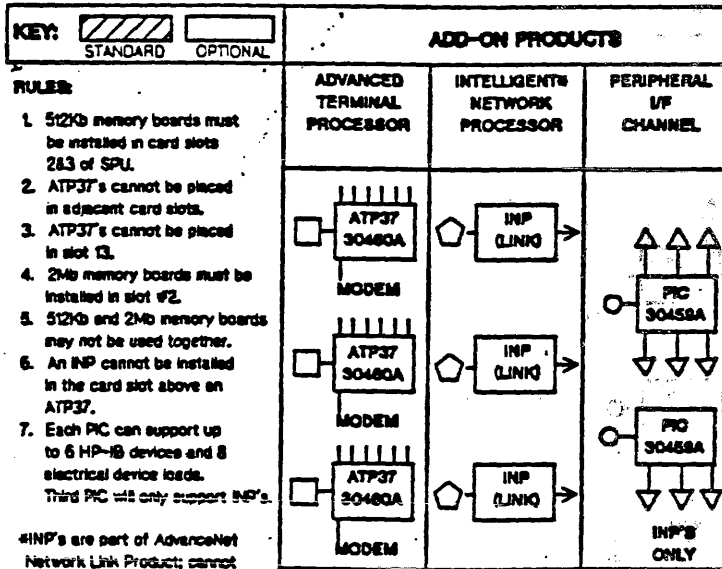 KEY:
STANDARD OPTIONAL
ADD-ON PRODUCTS
RULES:
1. 512Kb memory boards must
be installed in card slots
2&3 of SPU.
2. ATP37's cannot be placed
in adjacent card slots.
3. ATP37's cannot be placed
in slot 13.
4. 2Mb memory boards must be
installed in slot #2.
5. 512Kb and 2Mb memory boards
may not be used together.
6. An INP cannot be installed
in the card slot above an
ATP37.
7. Each PIC can support up
to 6 HP-IB devices and 8
electrical device loads.
Third PIC will only support INP's.
*INP's are part of AdvanceNet
Network Link Product; cannot
ADVANCED
TERMINAL
PROCESSOR
ATP37
30460A
MODEM
ATP37
30460A
MODEM
ATP37
30460A
MODEM
INTELLIGENT*
NETWORK
PROCESSOR
INP
(LINK)
INP
(LINK)
INP
(LINK)
PERIPHERAL
I/F
CHANNEL
PIC
30459A
PIC
30459A
INP'S
ONLY